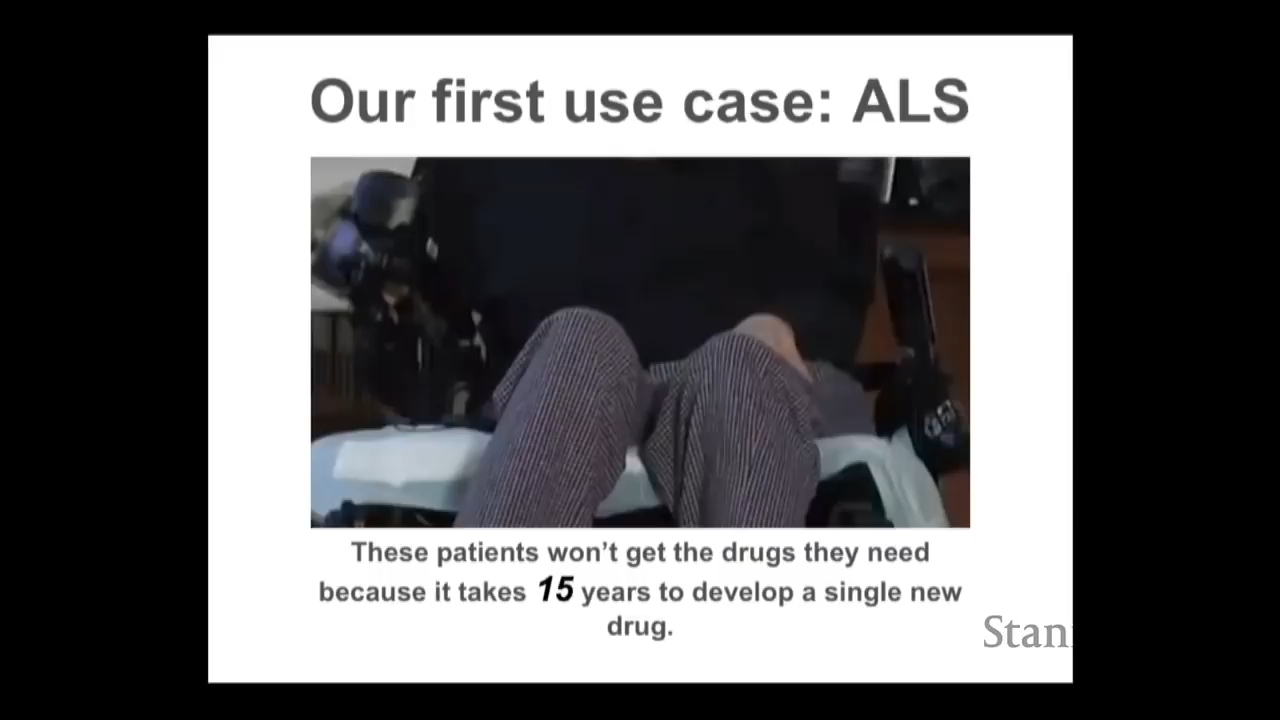 Our first use case: ALS
These patients won’t get the drugs they need
because it takes 15 years to develop a single new
drug.
Stan